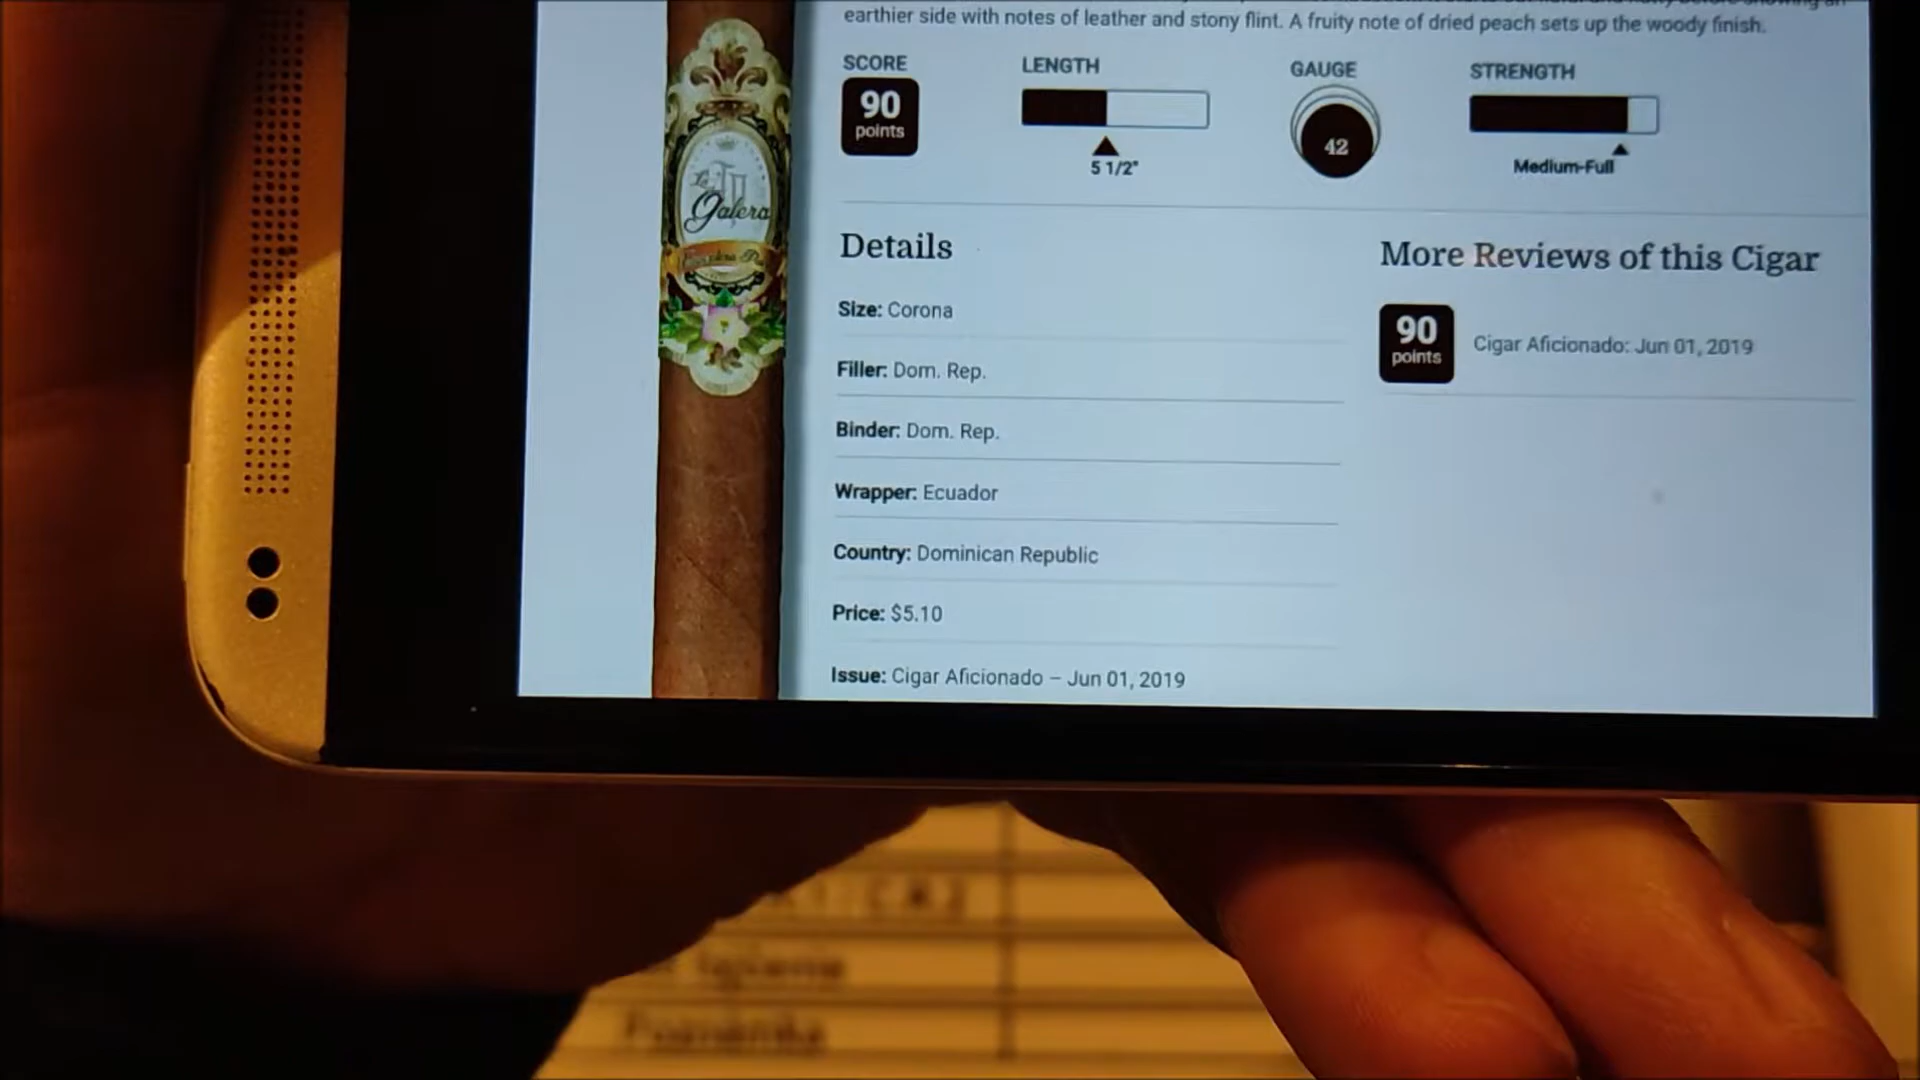 earthier side with notes of leather and stony flint. A fruity note of dried peach sets up the woody finish.
SCORE
90
points
LENGTH
5 1/2"
GAUGE
42
STRENGTH
Medium-Full
La
Galera
Details
Size: Corona
Filler: Dom. Rep.
Binder: Dom. Rep.
Wrapper: Ecuador
Country: Dominican Republic
Price: $5.10
Issue: Cigar Aficionado – Jun 01, 2019
More Reviews of this Cigar
90
points
Cigar Aficionado: Jun 01, 2019
Poznámka